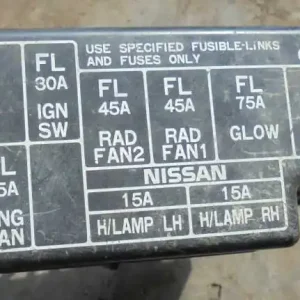 USE SPECIFIED FUSIBLE-LINKS
AND FUSES ONLY
FL
30A
IGN
SW
FL
45A
RAD
FAN2
FL
45A
RAD
FAN1
FL
75A
GLOW
NISSAN
15A
15A
H/LAMP LH
H/LAMP RH